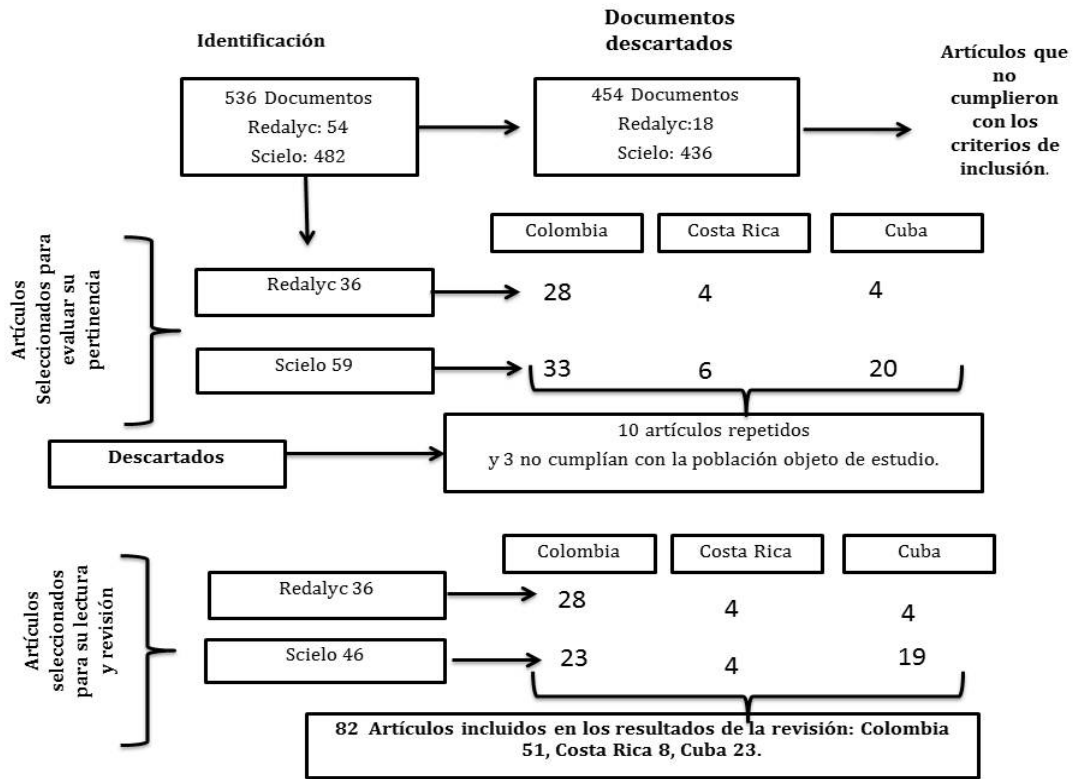 Identificación
Documentos
descartados
536 Documentos
Redalyc: 54
Scielo: 482
454 Documentos
Redalyc:18
Scielo: 436
Artículos que
no
cumplieron
con los
criterios de
inclusión.
Artículos
Seleccionados para
evaluar su
pertinencia
Colombia
Costa Rica
Cuba
Redalyc 36
28
4
4
Scielo 59
33
6
20
Descartados
10 artículos repetidos
y 3 no cumplían con la población objeto de estudio.
Artículos
seleccionados
para su lectura
y revisión
Colombia
Costa Rica
Cuba
Redalyc 36
28
4
4
Scielo 46
23
4
19
82 Artículos incluidos en los resultados de la revisión: Colombia
51, Costa Rica 8, Cuba 23.